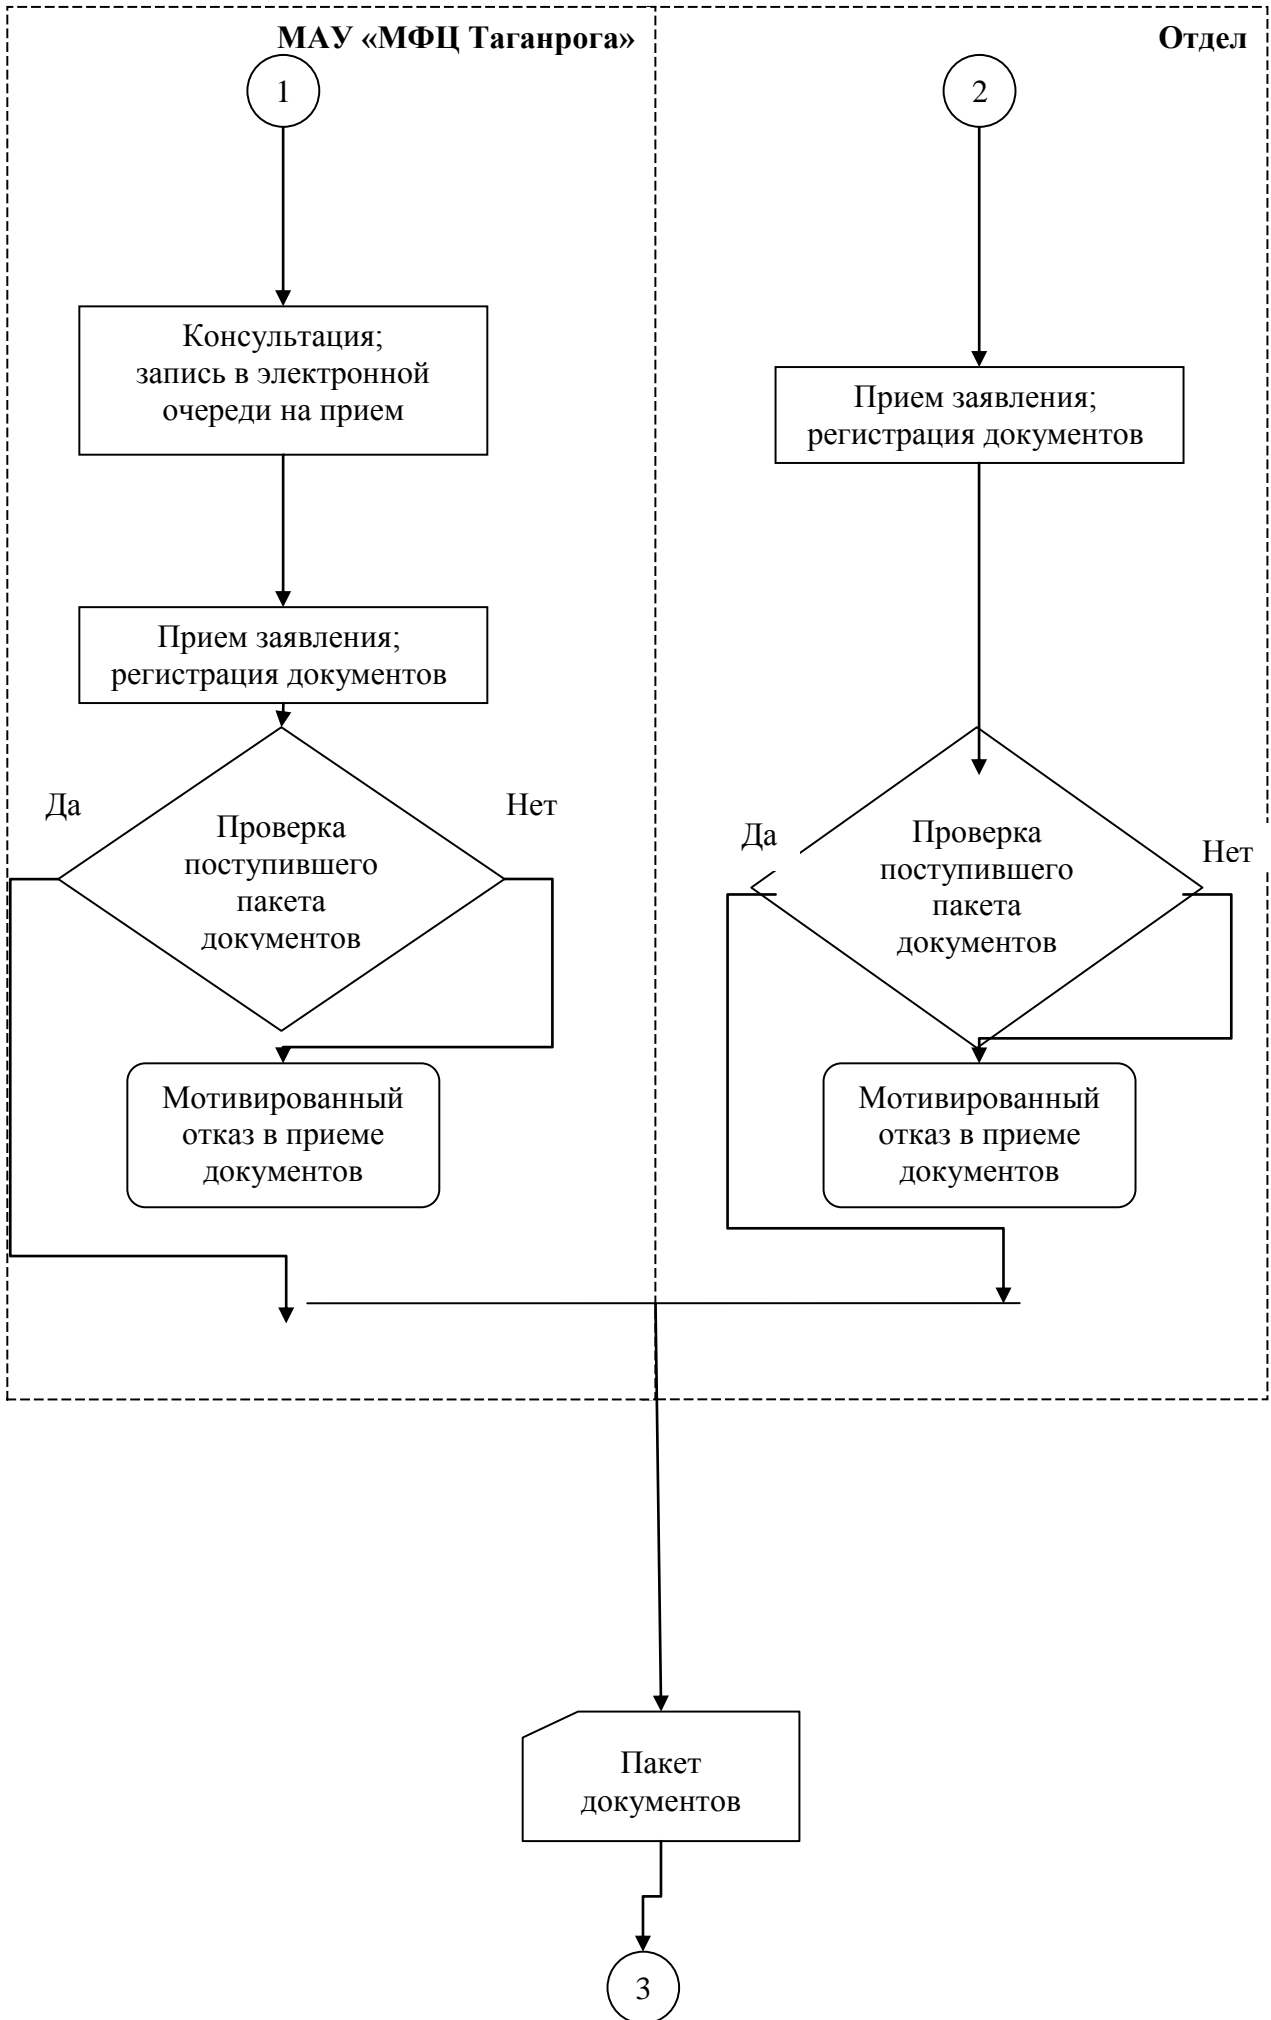 МАУ «МФЦ Таганрога»
1
Консультация;
запись в электронной
очереди на прием
Прием заявления;
регистрация документов
Да
Нет
Проверка
поступившего
пакета
документов
Мотивированный
отказ в приеме
документов
Отдел
2
Прием заявления;
регистрация документов
Да
Нет
Проверка
поступившего
пакета
документов
Мотивированный
отказ в приеме
документов
Пакет
документов
3